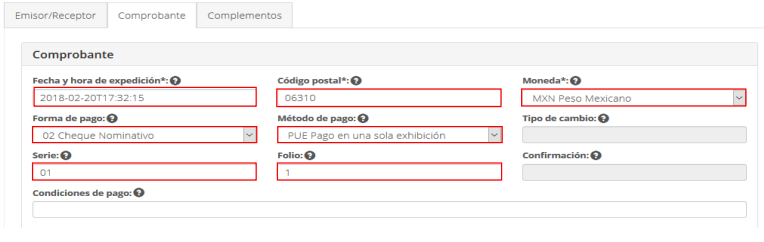 Emisor/Receptor Comprobante Complementos
Comprobante
Fecha y hora de expedición*: Código postal*: Moneda*:
2018-02-20T17:32:15 06310 MXN Peso Mexicano
Forma de pago: Método de pago: Tipo de cambio:
02 Cheque Nominativo PUE Pago en una sola exhibición
Serie: Folio: Confirmación:
01 1
Condiciones de pago: